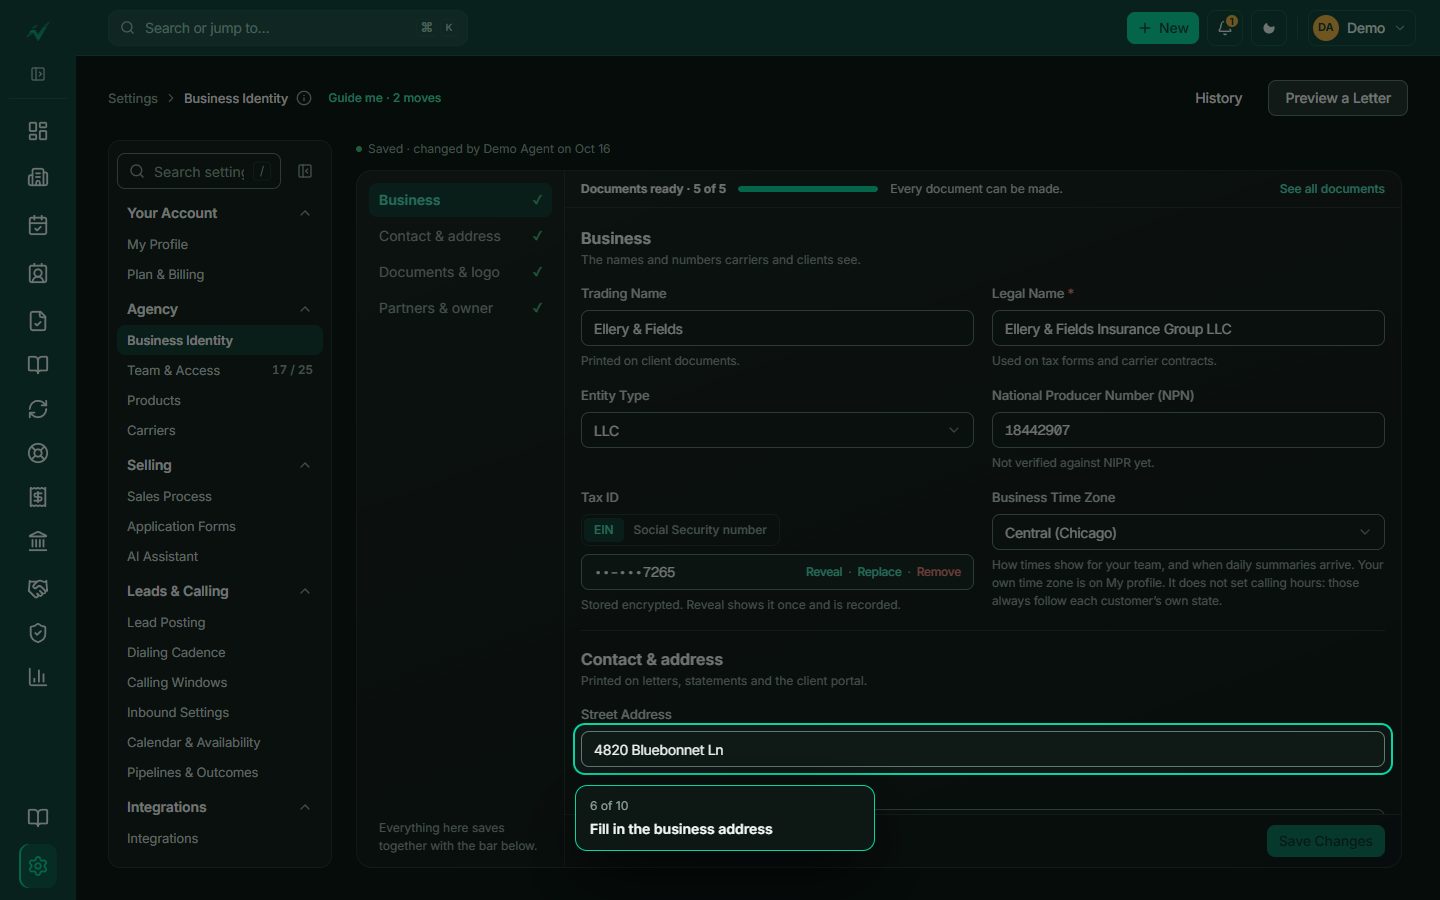 Search or jump to...
⌘ K
+ New
1
DA
Demo
Settings > Business Identity
Guide me · 2 moves
History
Preview a Letter
Search setting
/
Your Account
My Profile
Plan & Billing
Agency
Business Identity
Team & Access 17 / 25
Products
Carriers
Selling
Sales Process
Application Forms
AI Assistant
Leads & Calling
Lead Posting
Dialing Cadence
Calling Windows
Inbound Settings
Calendar & Availability
Pipelines & Outcomes
Integrations
Integrations
Saved · changed by Demo Agent on Oct 16
Business ✓
Contact & address ✓
Documents & logo ✓
Partners & owner ✓
Everything here saves
together with the bar below.
Documents ready · 5 of 5
Every document can be made.
See all documents
Business
The names and numbers carriers and clients see.
Trading Name
Ellery & Fields
Printed on client documents.
Legal Name *
Ellery & Fields Insurance Group LLC
Used on tax forms and carrier contracts.
Entity Type
LLC
National Producer Number (NPN)
18442907
Not verified against NIPR yet.
Tax ID
EIN
Social Security number
••–•••7265
Reveal · Replace · Remove
Stored encrypted. Reveal shows it once and is recorded.
Business Time Zone
Central (Chicago)
How times show for your team, and when daily summaries arrive. Your
own time zone is on My profile. It does not set calling hours: those
always follow each customer's own state.
Contact & address
Printed on letters, statements and the client portal.
Street Address
4820 Bluebonnet Ln
6 of 10
Fill in the business address
Save Changes